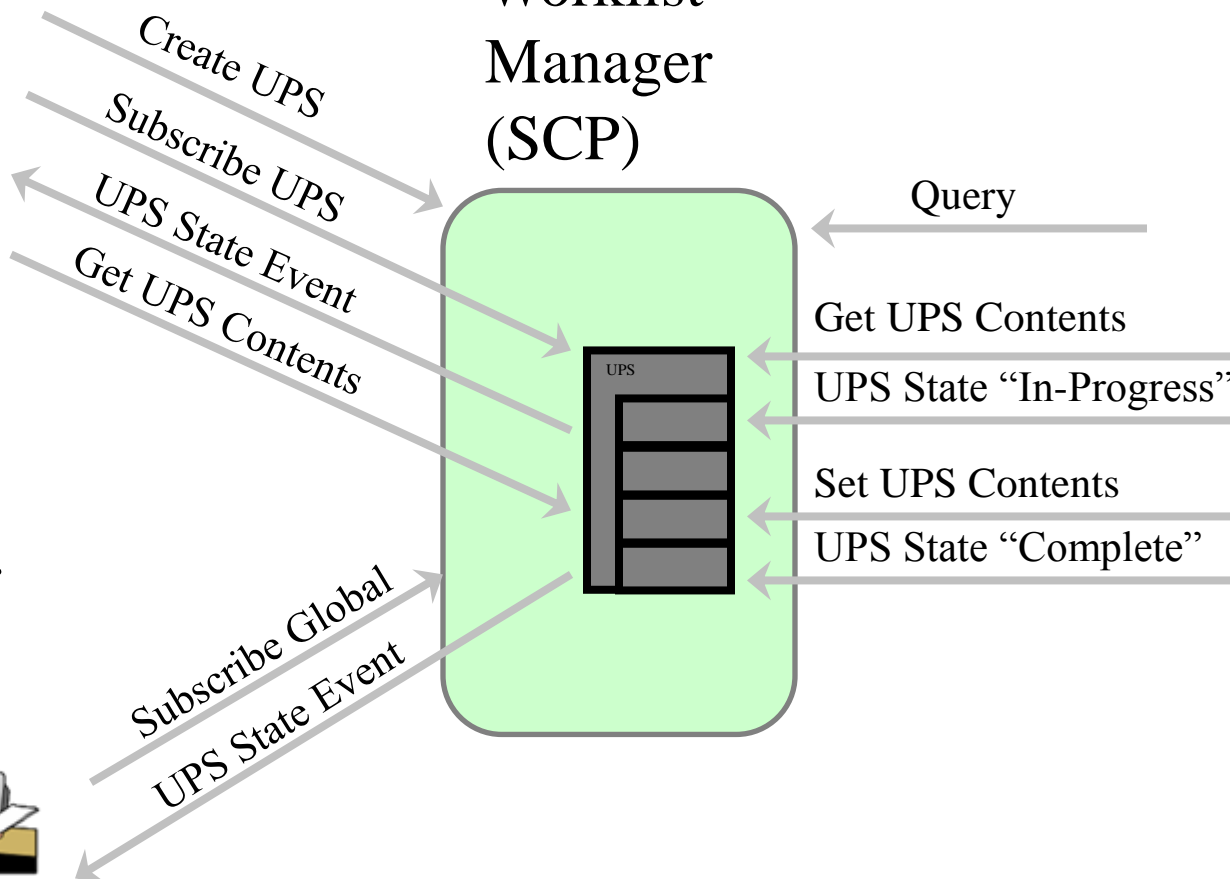 Manager
(SCP)
Create UPS
Subscribe UPS
UPS State Event
Get UPS Contents
Query
Get UPS Contents
UPS State “In-Progress”
Set UPS Contents
UPS State “Complete”
UPS
Subscribe Global
UPS State Event